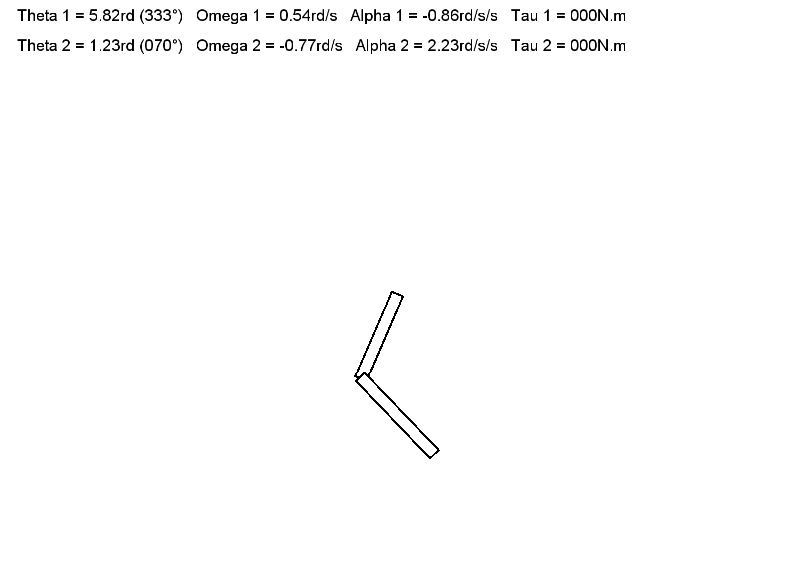 Theta 1 = 5.82rd (333°) Omega 1 = 0.54rd/s Alpha 1 = -0.86rd/s/s Tau 1 = 000N.m
Theta 2 = 1.23rd (070°) Omega 2 = -0.77rd/s Alpha 2 = 2.23rd/s/s Tau 2 = 000N.m